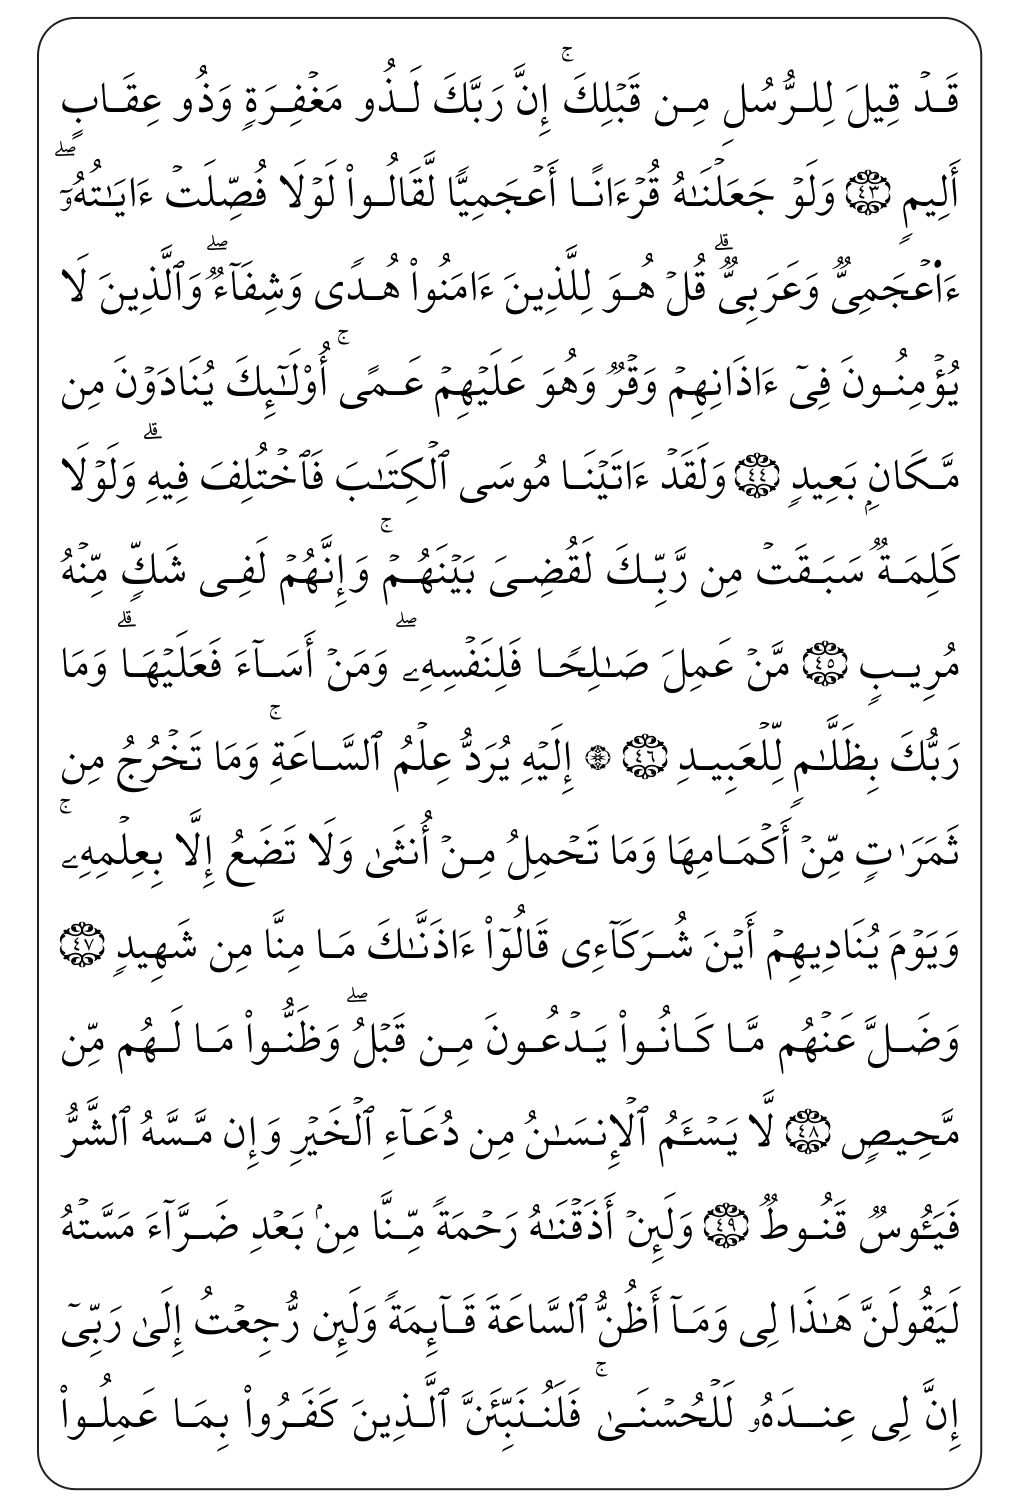 قَدۡ قِيلَ لِلرُّسُلِ مِن قَبۡلِكَۚ إِنَّ رَبَّكَ لَذُو مَغۡفِرَةٖ وَذُو عِقَابٍ
أَلِيمٖ ٤٣ وَلَوۡ جَعَلۡنَٰهُ قُرۡءَانًا أَعۡجَمِيّٗا لَّقَالُواْ لَوۡلَا فُصِّلَتۡ ءَايَٰتُهُۥٓۖ
ءَا۬عۡجَمِيّٞ وَعَرَبِيّٞۗ قُلۡ هُوَ لِلَّذِينَ ءَامَنُواْ هُدٗى وَشِفَآءٞۖ وَٱلَّذِينَ لَا
يُؤۡمِنُونَ فِيٓ ءَاذَانِهِمۡ وَقۡرٞ وَهُوَ عَلَيۡهِمۡ عَمًىۚ أُوْلَٰٓئِكَ يُنَادَوۡنَ مِن
مَّكَانِۭ بَعِيدٖ ٤٤ وَلَقَدۡ ءَاتَيۡنَا مُوسَى ٱلۡكِتَٰبَ فَٱخۡتُلِفَ فِيهِۗ وَلَوۡلَا
كَلِمَةٞ سَبَقَتۡ مِن رَّبِّكَ لَقُضِيَ بَيۡنَهُمۡۚ وَإِنَّهُمۡ لَفِي شَكّٖ مِّنۡهُ
مُرِيبٖ ٤٥ مَّنۡ عَمِلَ صَٰلِحٗا فَلِنَفۡسِهِۦۖ وَمَنۡ أَسَآءَ فَعَلَيۡهَاۗ وَمَا
رَبُّكَ بِظَلَّٰمٖ لِّلۡعَبِيدِ ٤٦ ۞ إِلَيۡهِ يُرَدُّ عِلۡمُ ٱلسَّاعَةِۚ وَمَا تَخۡرُجُ مِن
ثَمَرَٰتٖ مِّنۡ أَكۡمَامِهَا وَمَا تَحۡمِلُ مِنۡ أُنثَىٰ وَلَا تَضَعُ إِلَّا بِعِلۡمِهِۦۚ
وَيَوۡمَ يُنَادِيهِمۡ أَيۡنَ شُرَكَآءِي قَالُوٓاْ ءَاذَنَّٰكَ مَا مِنَّا مِن شَهِيدٖ ٤٧
وَضَلَّ عَنۡهُم مَّا كَانُواْ يَدۡعُونَ مِن قَبۡلُۖ وَظَنُّواْ مَا لَهُم مِّن
مَّحِيصٖ ٤٨ لَّا يَسۡـَٔمُ ٱلۡإِنسَٰنُ مِن دُعَآءِ ٱلۡخَيۡرِ وَإِن مَّسَّهُ ٱلشَّرُّ
فَيَـُٔوسٞ قَنُوطٞ ٤٩ وَلَئِنۡ أَذَقۡنَٰهُ رَحۡمَةٗ مِّنَّا مِنۢ بَعۡدِ ضَرَّآءَ مَسَّتۡهُ
لَيَقُولَنَّ هَٰذَا لِي وَمَآ أَظُنُّ ٱلسَّاعَةَ قَآئِمَةٗ وَلَئِن رُّجِعۡتُ إِلَىٰ رَبِّيٓ
إِنَّ لِي عِندَهُۥ لَلۡحُسۡنَىٰۚ فَلَنُنَبِّئَنَّ ٱلَّذِينَ كَفَرُواْ بِمَا عَمِلُواْ